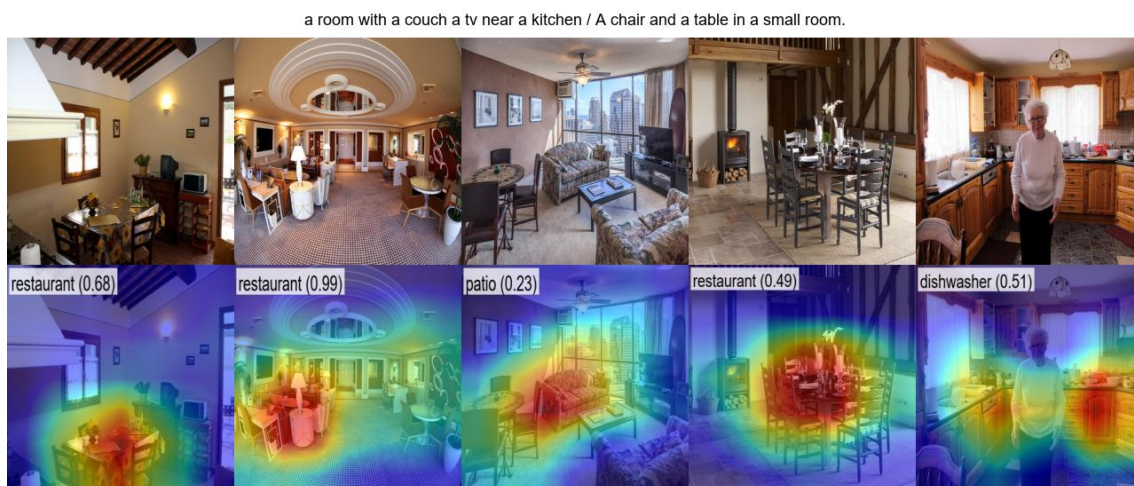 a room with a couch a tv near a kitchen / A chair and a table in a small room.
restaurant (0.68)
restaurant (0.99)
patio (0.23)
restaurant (0.49)
dishwasher (0.51)